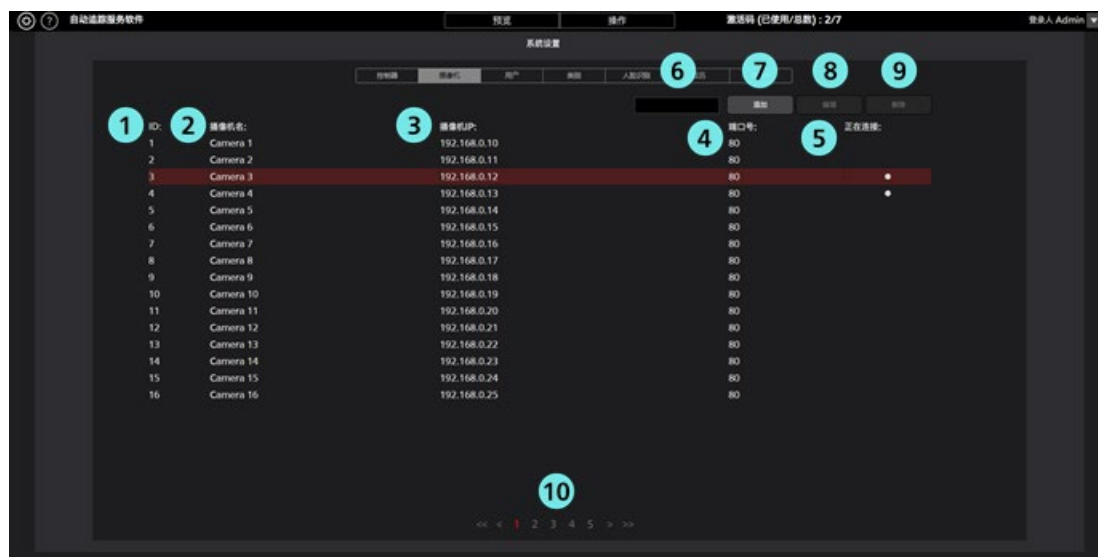 ? 自动追踪服务软件 预览 操作 激活码 (已使用/总数) : 2/7 登录人 Admin
系统设置
控制器 摄像机 用户 人脸识别
6 7 8 9
添加 编辑 删除
1 ID: 2 摄像机名: 3 摄像机IP: 4 端口号: 5 正在连接:
1 Camera 1 192.168.0.10 80
2 Camera 2 192.168.0.11 80
3 Camera 3 192.168.0.12 80
4 Camera 4 192.168.0.13 80
5 Camera 5 192.168.0.14 80
6 Camera 6 192.168.0.15 80
7 Camera 7 192.168.0.16 80
8 Camera 8 192.168.0.17 80
9 Camera 9 192.168.0.18 80
10 Camera 10 192.168.0.19 80
11 Camera 11 192.168.0.20 80
12 Camera 12 192.168.0.21 80
13 Camera 13 192.168.0.22 80
14 Camera 14 192.168.0.23 80
15 Camera 15 192.168.0.24 80
16 Camera 16 192.168.0.25 80
10
<< < 1 2 3 4 5 > >>